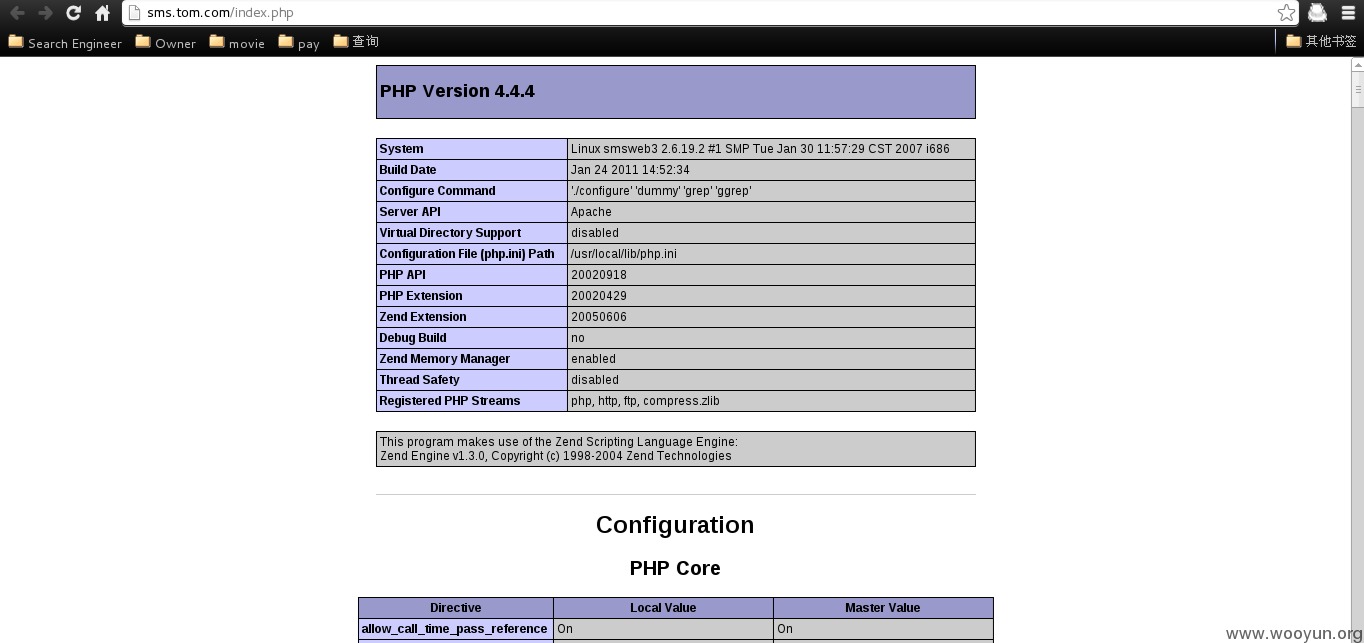 sms.tom.com/index.php
Search Engineer Owner movie pay 查询 其他书签
PHP Version 4.4.4
System Linux smsweb3 2.6.19.2 #1 SMP Tue Jan 30 11:57:29 CST 2007 i686
Build Date Jan 24 2011 14:52:34
Configure Command './configure' 'dummy' 'grep' 'ggrep'
Server API Apache
Virtual Directory Support disabled
Configuration File (php.ini) Path /usr/local/lib/php.ini
PHP API 20020918
PHP Extension 20020429
Zend Extension 20050606
Debug Build no
Zend Memory Manager enabled
Thread Safety disabled
Registered PHP Streams php, http, ftp, compress.zlib
This program makes use of the Zend Scripting Language Engine:
Zend Engine v1.3.0, Copyright (c) 1998-2004 Zend Technologies
Configuration
PHP Core
Directive Local Value Master Value
allow_call_time_pass_reference On On
www.wooyun.org